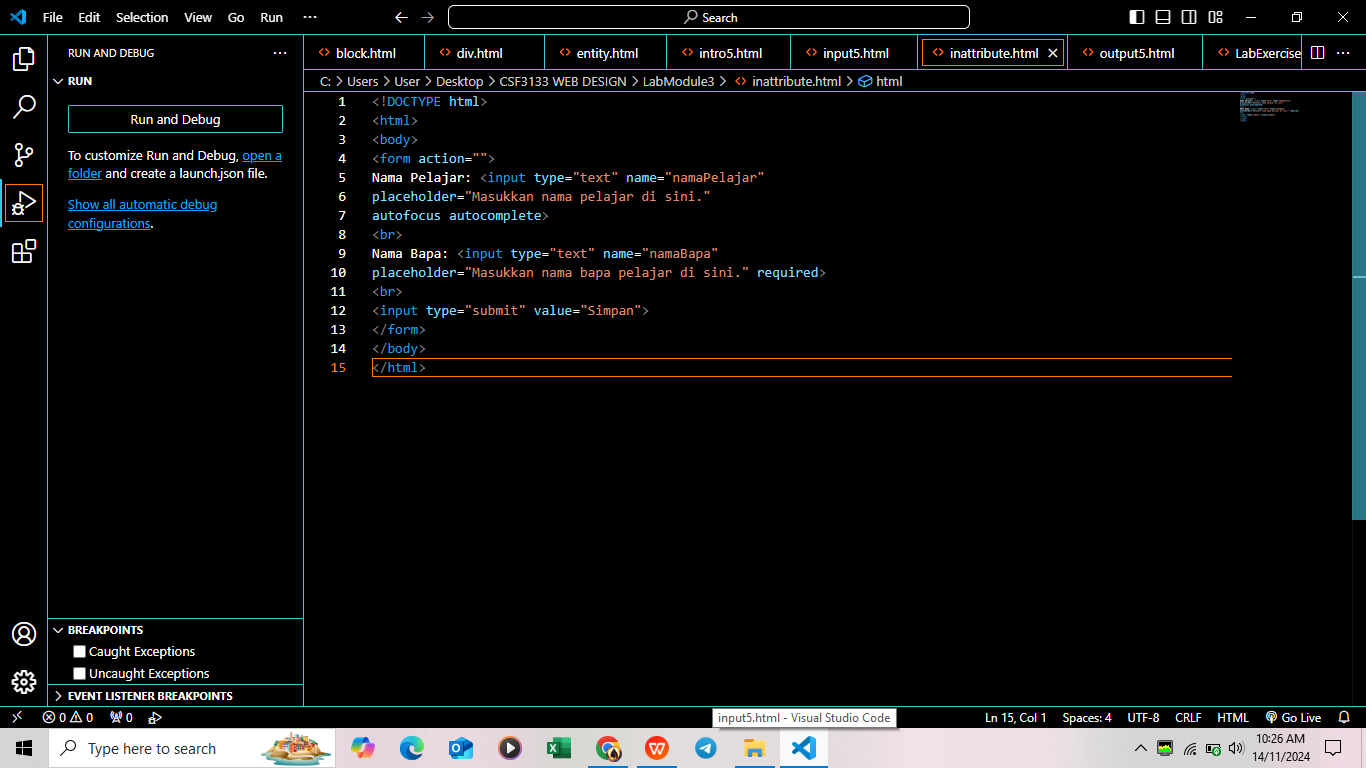 File Edit Selection View Go Run ··· Search
RUN AND DEBUG ···
block.html div.html entity.html intro5.html input5.html inattribute.html output5.html LabExercise ···
C: > Users > User > Desktop > CSF3133 WEB DESIGN > LabModule3 > inattribute.html > html
RUN
Run and Debug
To customize Run and Debug, open a
folder and create a launch.json file.
Show all automatic debug
configurations.
1 <!DOCTYPE html>
2 <html>
3 <body>
4 <form action="">
5 Nama Pelajar: <input type="text" name="namaPelajar"
6 placeholder="Masukkan nama pelajar di sini."
7 autofocus autocomplete>
8 <br>
9 Nama Bapa: <input type="text" name="namaBapa"
10 placeholder="Masukkan nama bapa pelajar di sini." required>
11 <br>
12 <input type="submit" value="Simpan">
13 </form>
14 </body>
15 </html>
BREAKPOINTS
Caught Exceptions
Uncaught Exceptions
EVENT LISTENER BREAKPOINTS
0 0 0 Ln 15, Col 1 Spaces: 4 UTF-8 CRLF HTML Go Live
input5.html - Visual Studio Code
Type here to search
10:26 AM
14/11/2024